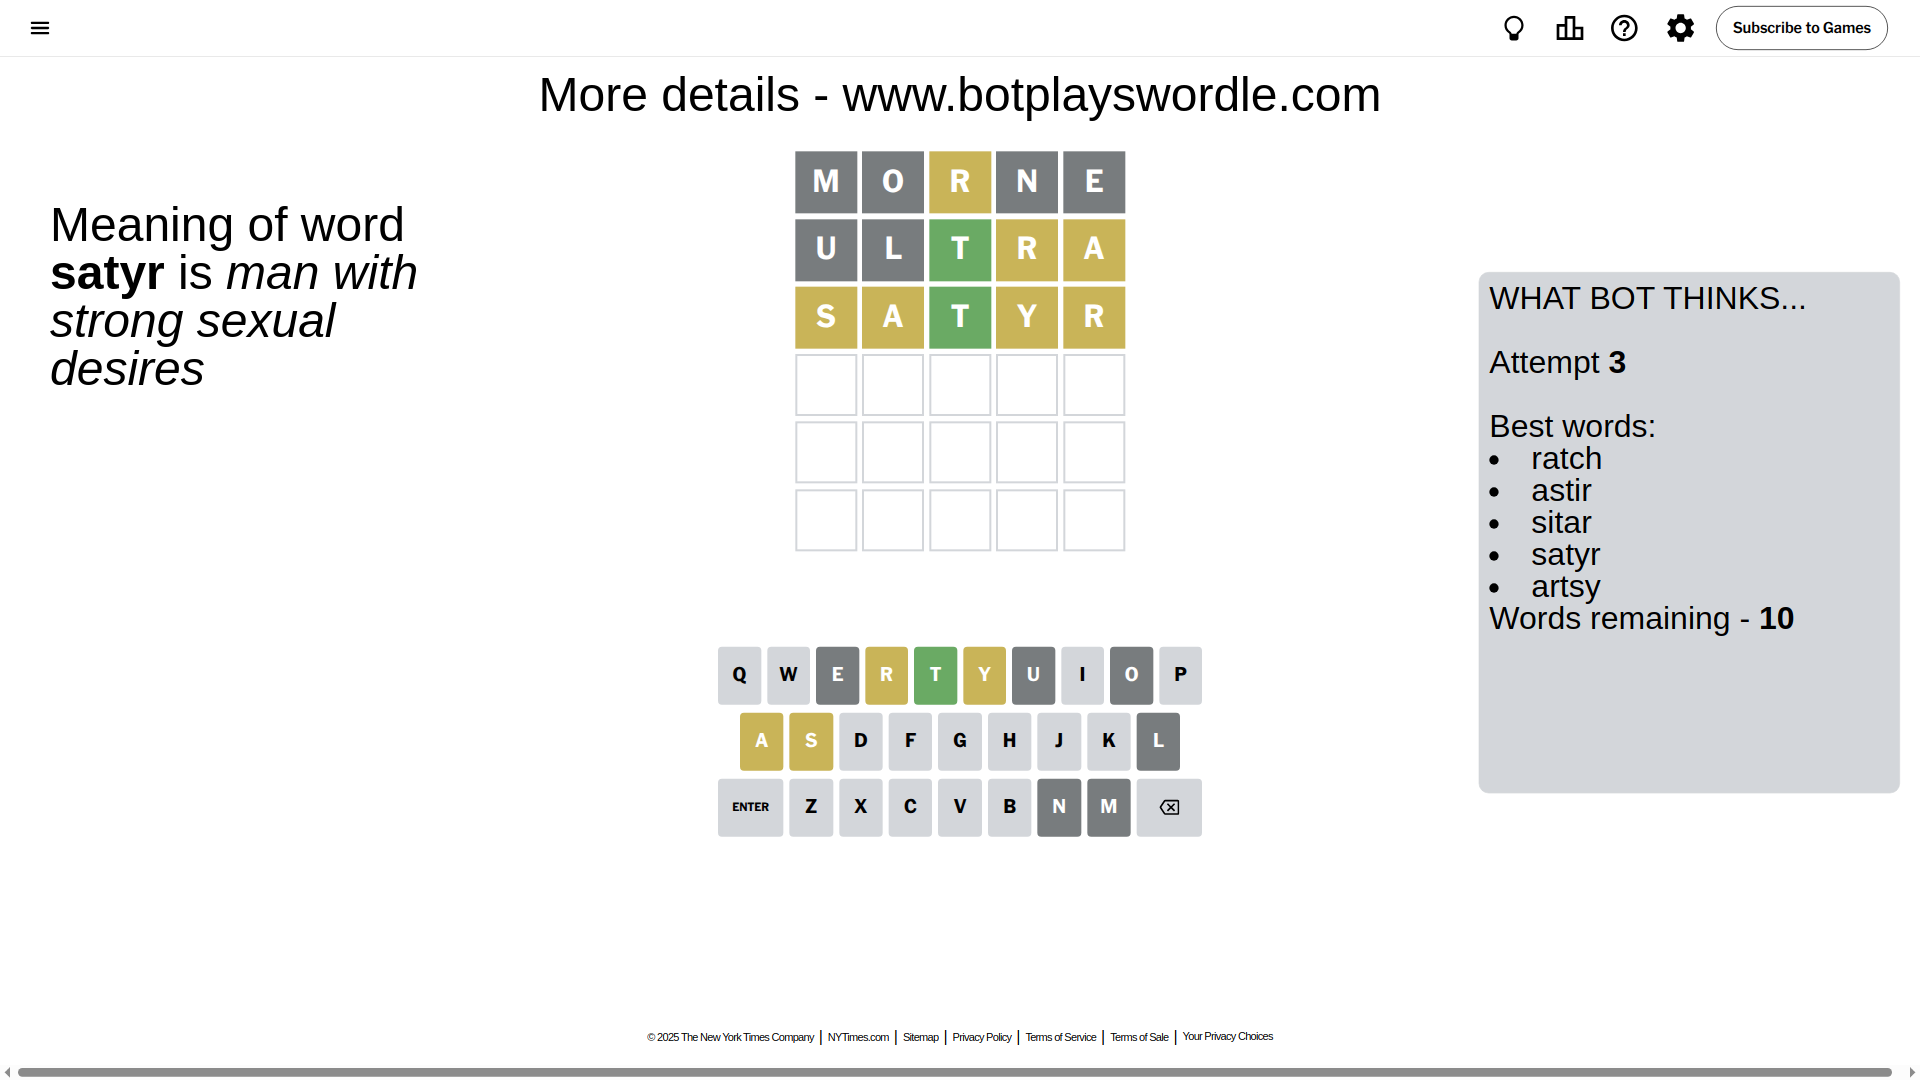 Subscribe to Games
More details - www.botplayswordle.com
Meaning of word
satyr is man with
strong sexual
desires
M O R N E
U L T R A
S A T Y R
WHAT BOT THINKS...
Attempt 3
Best words:
• ratch
• astir
• sitar
• satyr
• artsy
Words remaining - 10
Q W E R T Y U I O P
A S D F G H J K L
ENTER Z X C V B N M
© 2025 The New York Times Company | NYTimes.com | Sitemap | Privacy Policy | Terms of Service | Terms of Sale | Your Privacy Choices